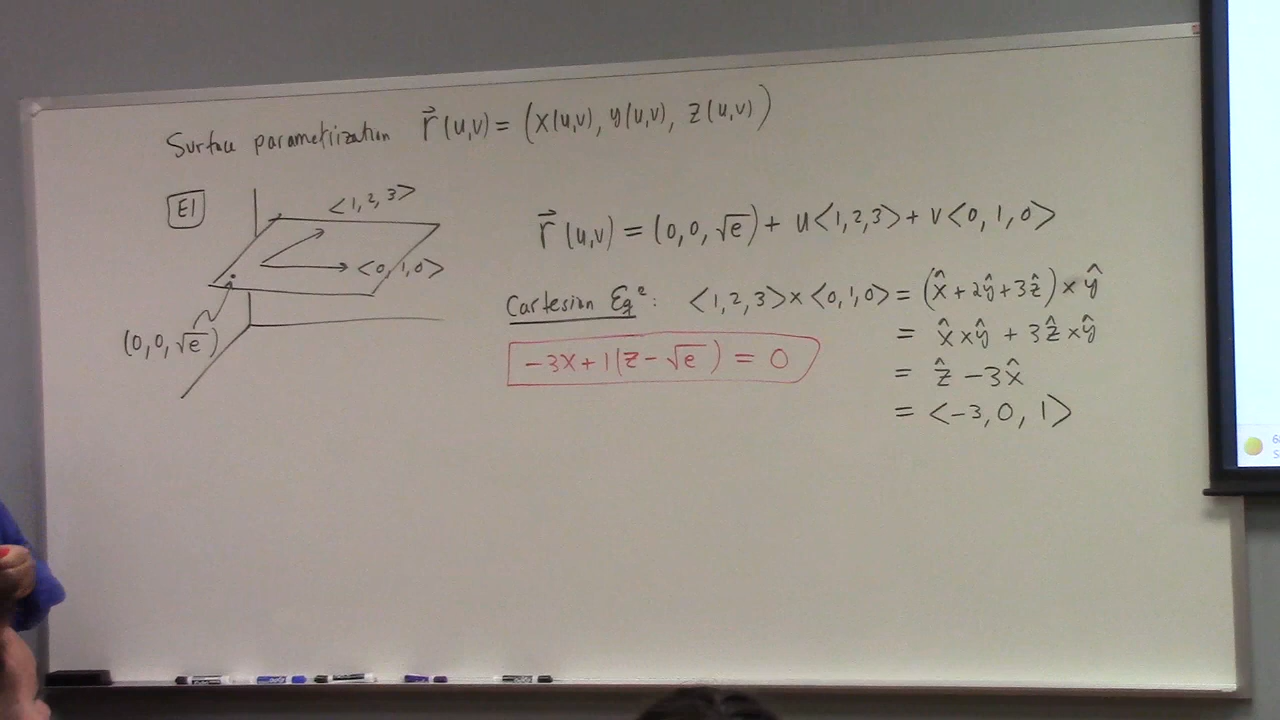 Surface parametrization r⃗(u,v) = (x(u,v), y(u,v), z(u,v))
E1
<1, 2, 3>
<0, 1, 0>
(0, 0, √e)
r⃗(u,v) = (0, 0, √e) + u<1, 2, 3> + v<0, 1, 0>
Cartesian Eqⁿ: <1, 2, 3> × <0, 1, 0> = (x̂ + 2ŷ + 3ẑ) × ŷ
= x̂ × ŷ + 3ẑ × ŷ
= ẑ − 3x̂
= <−3, 0, 1>
−3x + 1(z − √e) = 0